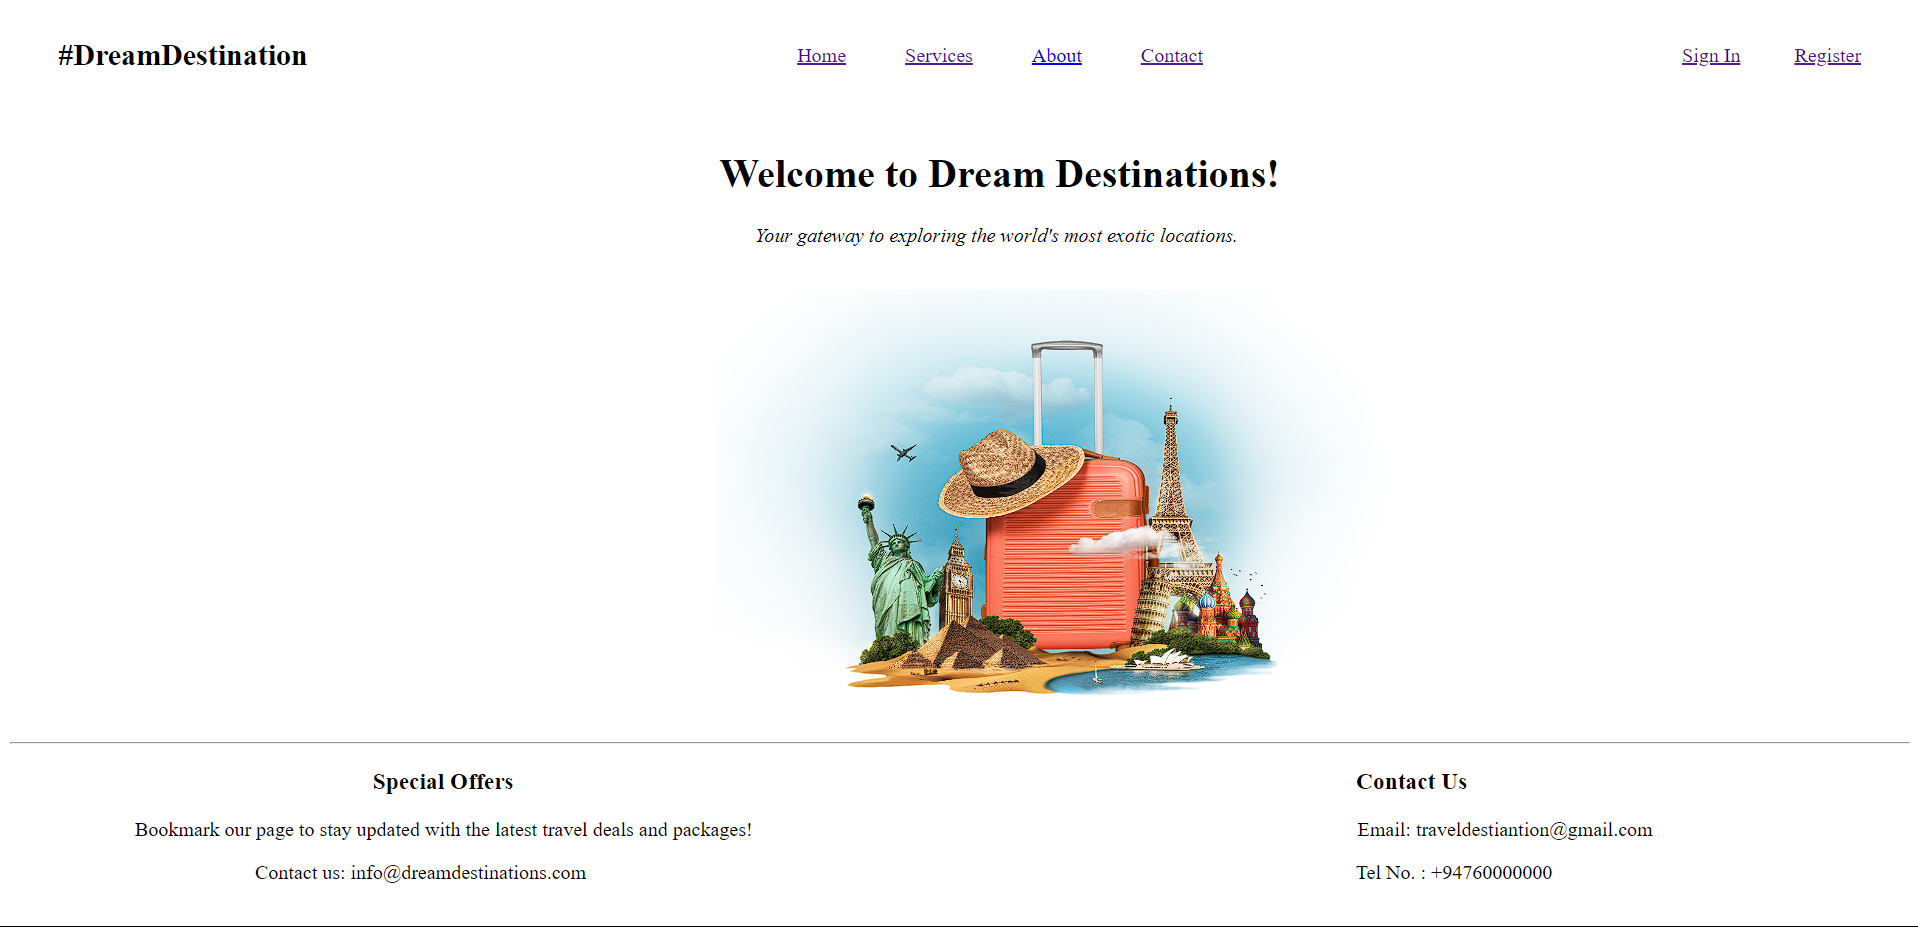 #DreamDestination Home Services About Contact Sign In Register
Welcome to Dream Destinations!
Your gateway to exploring the world's most exotic locations.
Special Offers
Bookmark our page to stay updated with the latest travel deals and packages!
Contact us: info@dreamdestinations.com
Contact Us
Email: traveldestiantion@gmail.com
Tel No. : +94760000000